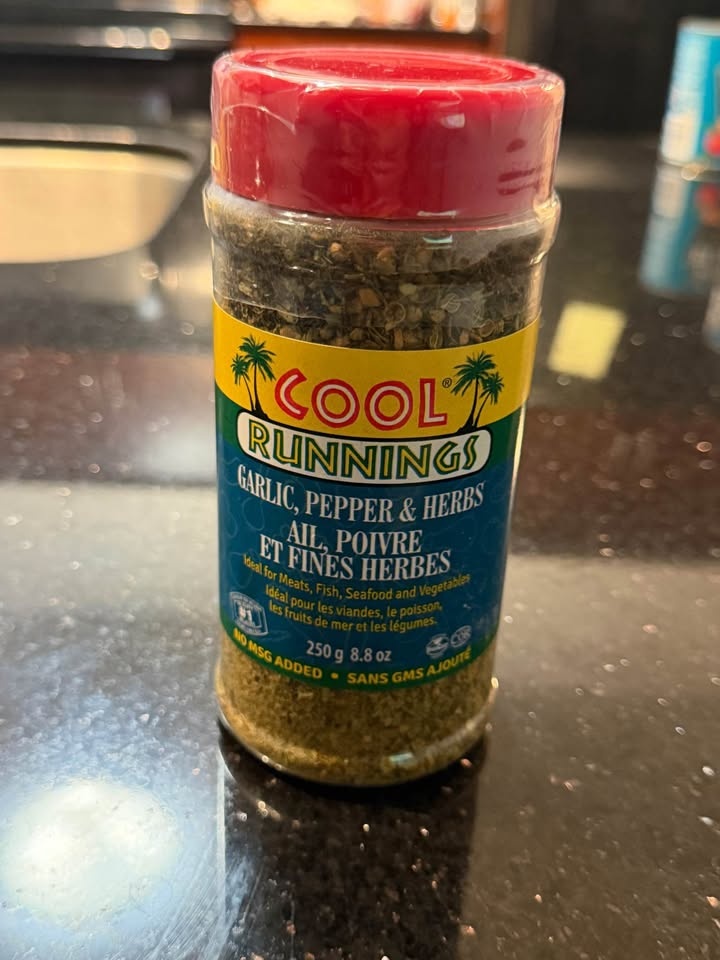 COOL®
RUNNINGS
GARLIC, PEPPER & HERBS
AIL, POIVRE
ET FINES HERBES
Ideal for Meats, Fish, Seafood and Vegetables
Idéal pour les viandes, le poisson,
les fruits de mer et les légumes.
#1
250 g 8.8 oz
COR
NO MSG ADDED • SANS GMS AJOUTÉ